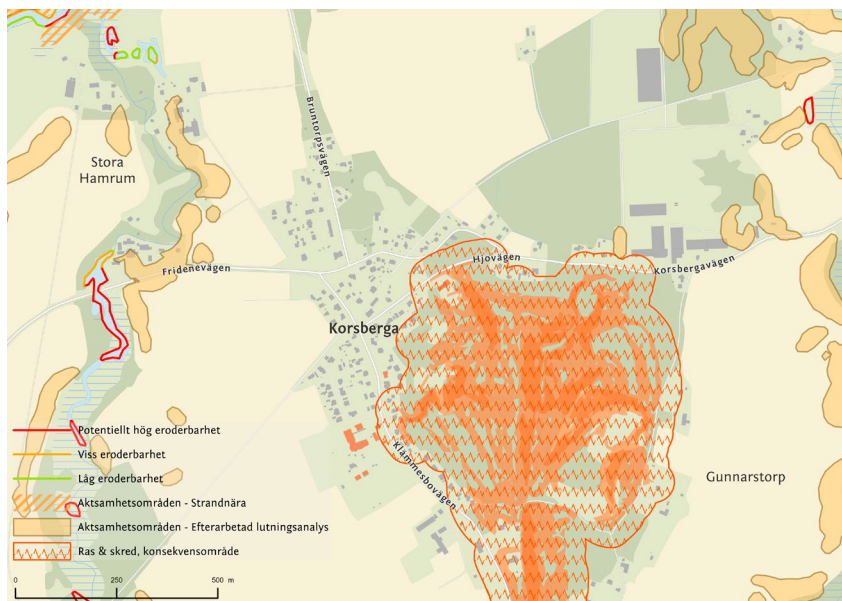 Stora
Hamrum
Bruntorpsvägen
Fridenevägen
Hjovägen
Korsbergavägen
Korsberga
Klämmesbovägen
Gunnarstorp
Potentiellt hög eroderbarhet
Viss eroderbarhet
Låg eroderbarhet
Aktsamhetsområden - Strandnära
Aktsamhetsområden - Efterarbetad lutningsanalys
Ras & skred, konsekvensområde
0 250 500 m